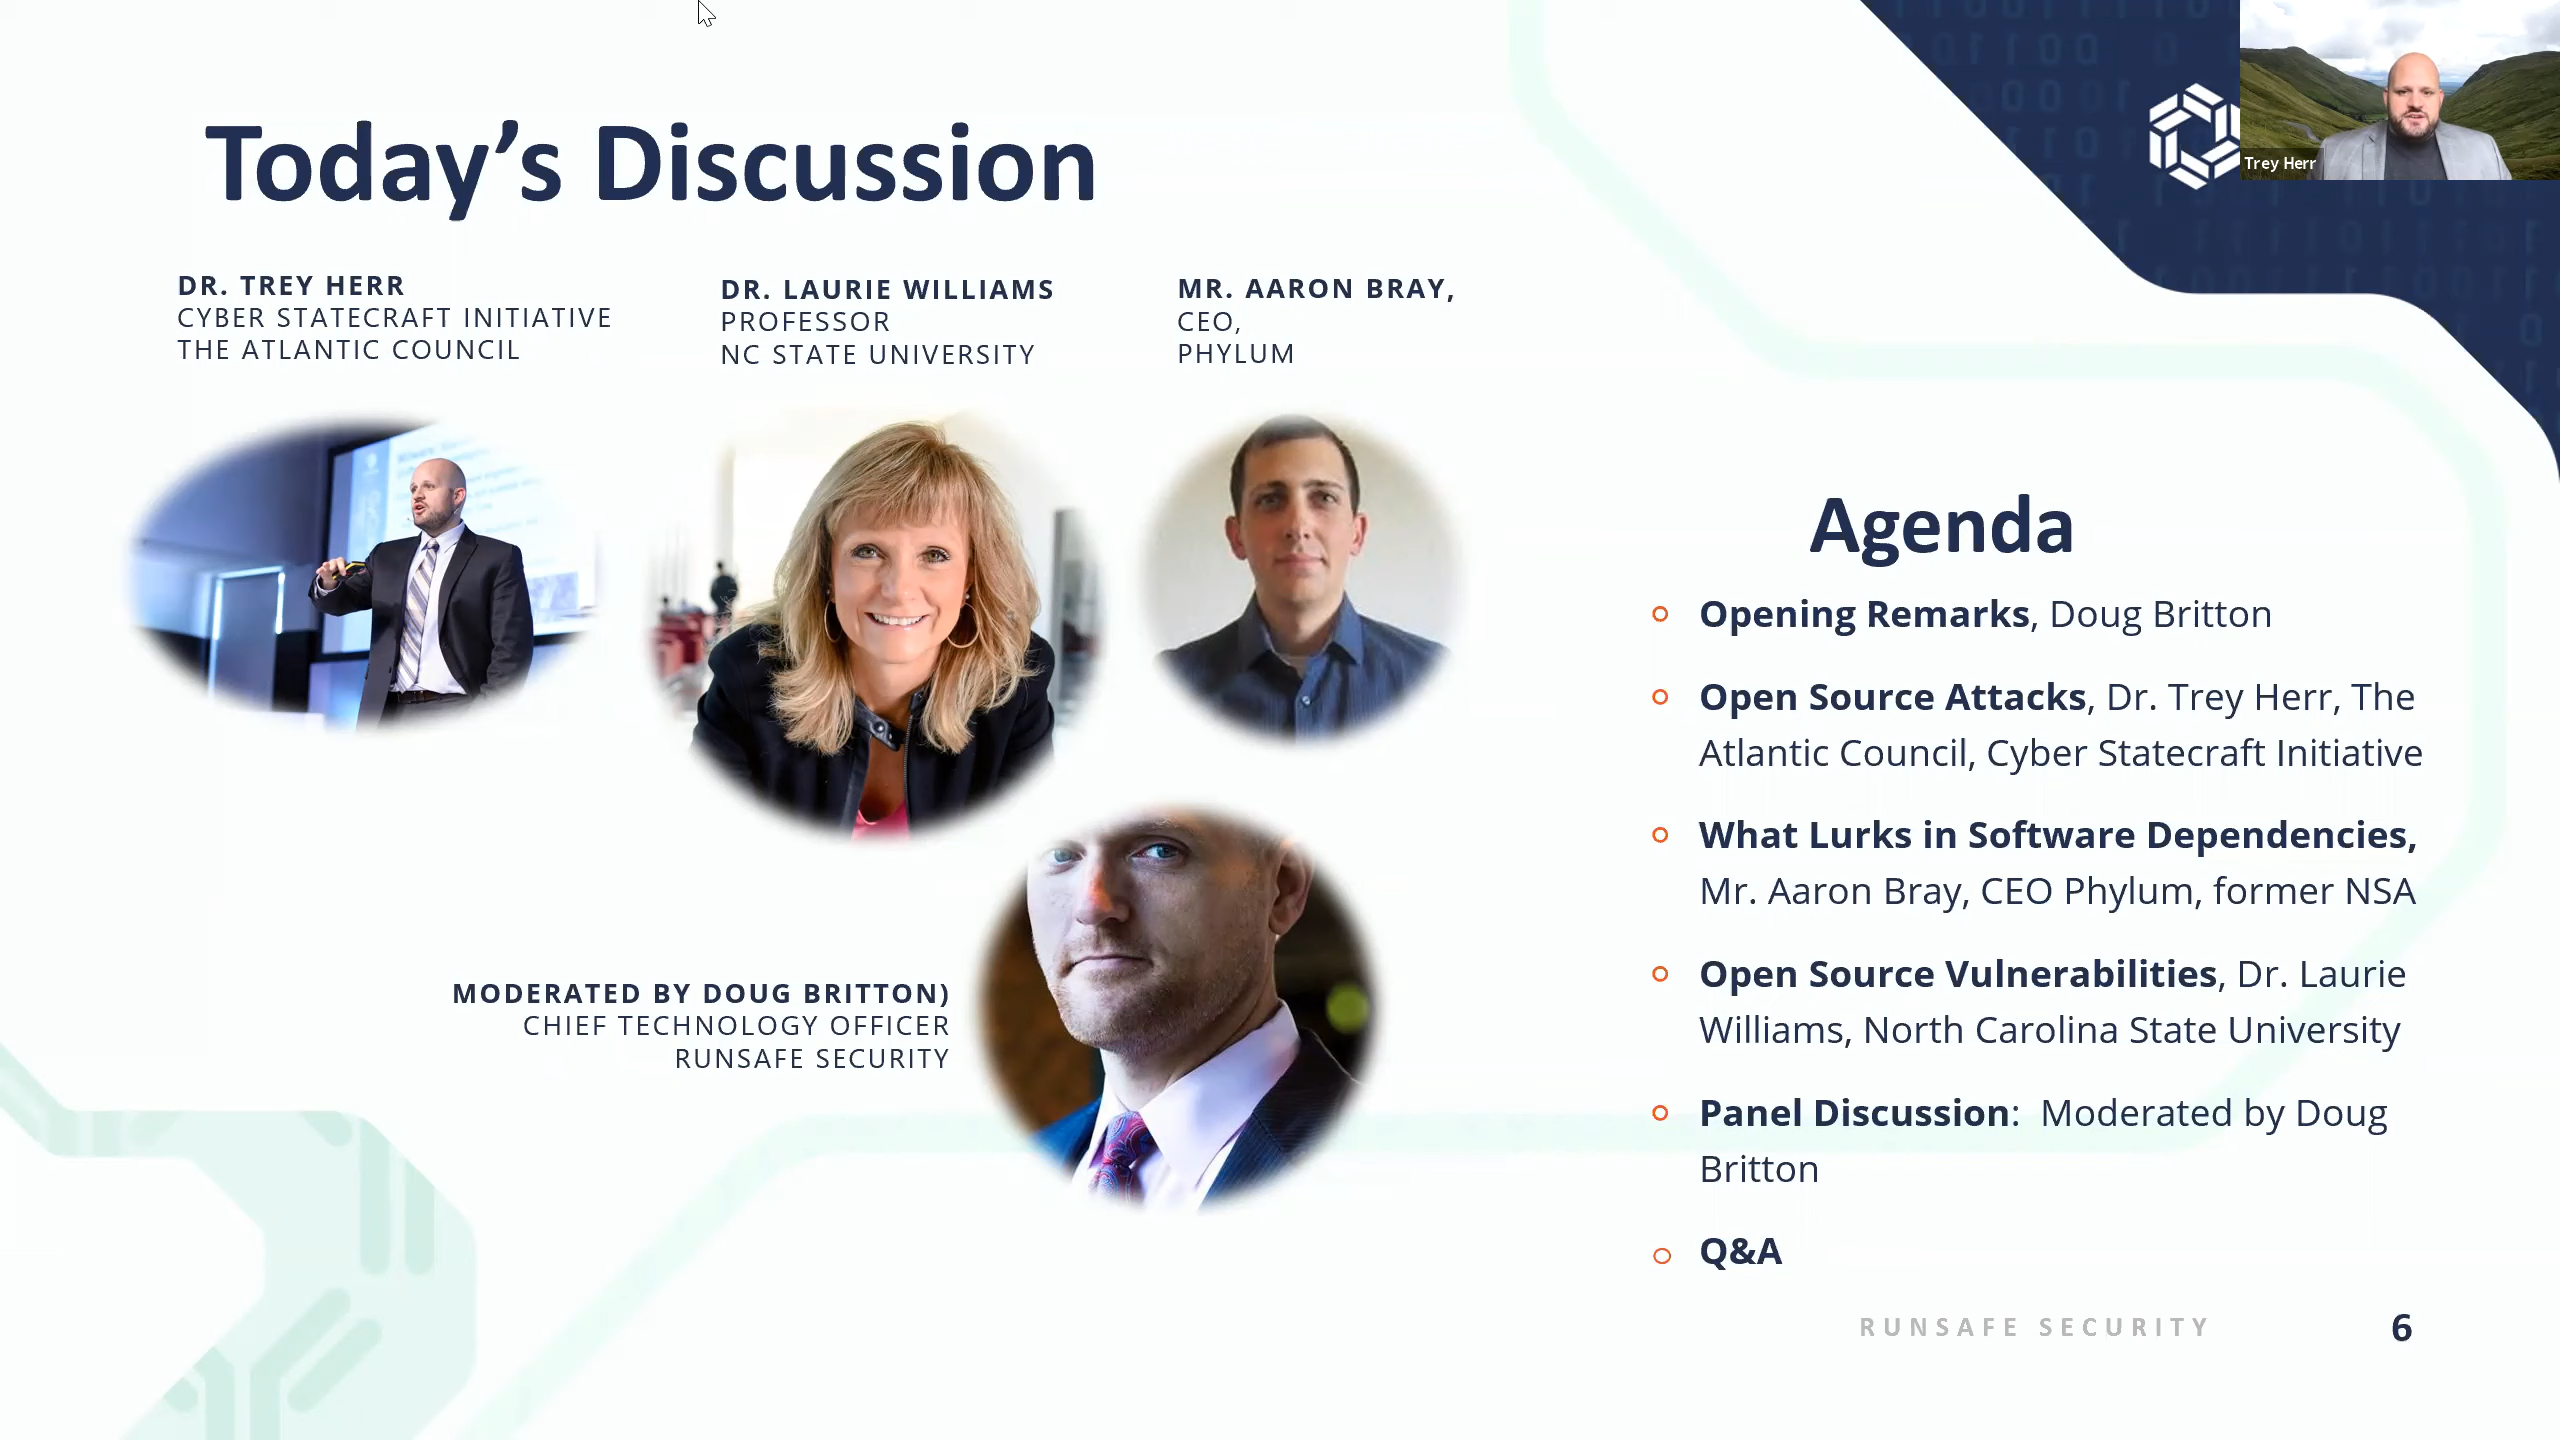 Today’s Discussion
DR. TREY HERR
CYBER STATECRAFT INITIATIVE
THE ATLANTIC COUNCIL
DR. LAURIE WILLIAMS
PROFESSOR
NC STATE UNIVERSITY
MR. AARON BRAY,
CEO,
PHYLUM
MODERATED BY DOUG BRITTON)
CHIEF TECHNOLOGY OFFICER
RUNSAFE SECURITY
Trey Herr
Agenda
Opening Remarks, Doug Britton
Open Source Attacks, Dr. Trey Herr, The
Atlantic Council, Cyber Statecraft Initiative
What Lurks in Software Dependencies,
Mr. Aaron Bray, CEO Phylum, former NSA
Open Source Vulnerabilities, Dr. Laurie
Williams, North Carolina State University
Panel Discussion:  Moderated by Doug
Britton
Q&A
RUNSAFE SECURITY
6